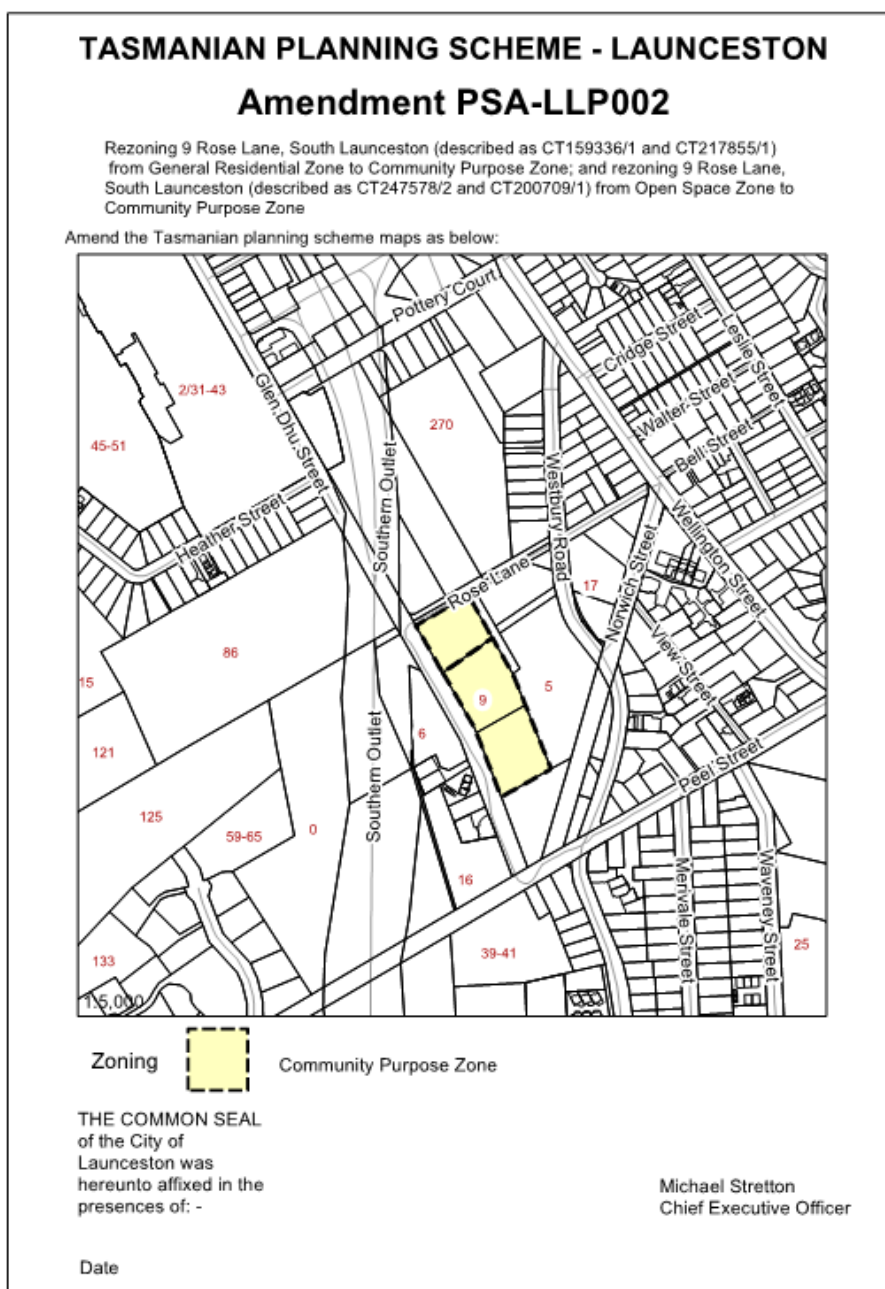 TASMANIAN PLANNING SCHEME - LAUNCESTON
Amendment PSA-LLP002
Rezoning 9 Rose Lane, South Launceston (described as CT159336/1 and CT217855/1)
from General Residential Zone to Community Purpose Zone; and rezoning 9 Rose Lane,
South Launceston (described as CT247578/2 and CT200709/1) from Open Space Zone to
Community Purpose Zone
Amend the Tasmanian planning scheme maps as below:
Pottery Court
Cridge Street
Leslie Street
2/31-43
Glen Dhu Street
Walter Street
270
45-51
Bell Street
Southern Outlet
Westbury Road
Heather Street
Wellington Street
Rose Lane
17
Norwich Street
86
View Street
15
9
5
6
121
Southern Outlet
Peel Street
125
59-65
0
16
Merivale Street
Waveney Street
133
39-41
25
1:5,000
Zoning
Community Purpose Zone
THE COMMON SEAL
of the City of
Launceston was
hereunto affixed in the
presences of: -
Michael Stretton
Chief Executive Officer
Date